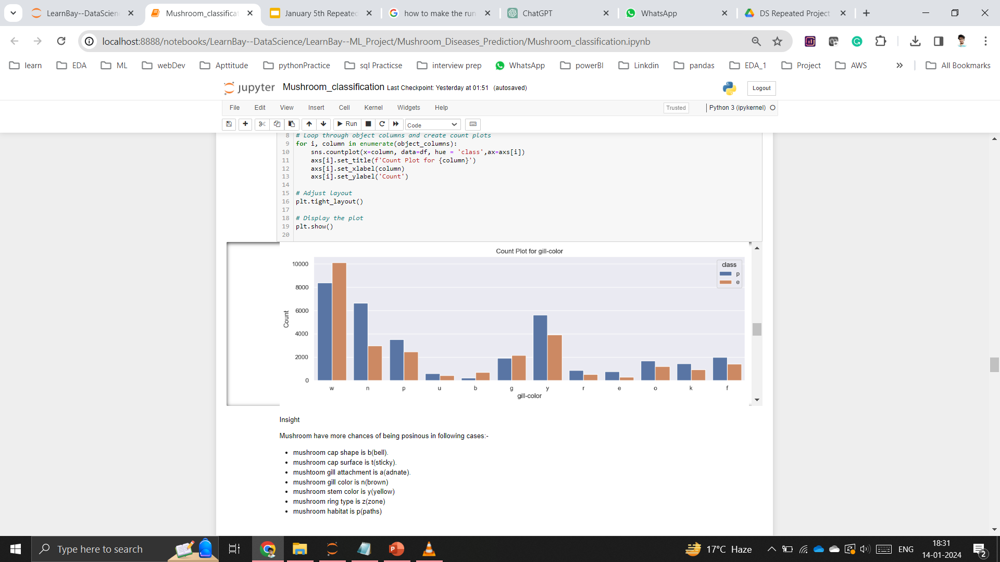 LearnBay--DataScien
Mushroom_classificat
January 5th Repeated
how to make the run
ChatGPT
WhatsApp
DS Repeated Project
localhost:8888/notebooks/LearnBay--DataScience/LearnBay--ML_Project/Mushroom_Diseases_Prediction/Mushroom_classification.ipynb
learn EDA ML webDev Apttitude pythonPractice sql Practicse interview prep WhatsApp powerBI Linkdin pandas EDA_1 Project AWS All Bookmarks
jupyter Mushroom_classification Last Checkpoint: Yesterday at 01:51 (autosaved) Logout
File Edit View Insert Cell Kernel Widgets Help Trusted Python 3 (ipykernel)
Run Code
8 # Loop through object columns and create count plots
9 for i, column in enumerate(object_columns):
10 sns.countplot(x=column, data=df, hue = 'class',ax=axs[i])
11 axs[i].set_title(f'Count Plot for {column}')
12 axs[i].set_xlabel(column)
13 axs[i].set_ylabel('Count')
14
15 # Adjust layout
16 plt.tight_layout()
17
18 # Display the plot
19 plt.show()
20
Count Plot for gill-color
10000
8000
6000
4000
2000
0
Count
class
p
e
w n p u b g y r e o k f
gill-color
Insight
Mushroom have more chances of being posinous in following cases:-
• mushroom cap shape is b(bell).
• mushroom cap surface is t(sticky).
• mushtoom gill attachment is a(adnate).
• mushroom gill color is n(brown)
• mushroom stem color is y(yellow)
• mushroom ring type is z(zone)
• mushroom habitat is p(paths)
Type here to search
17°C Haze
ENG
18:31
14-01-2024
2